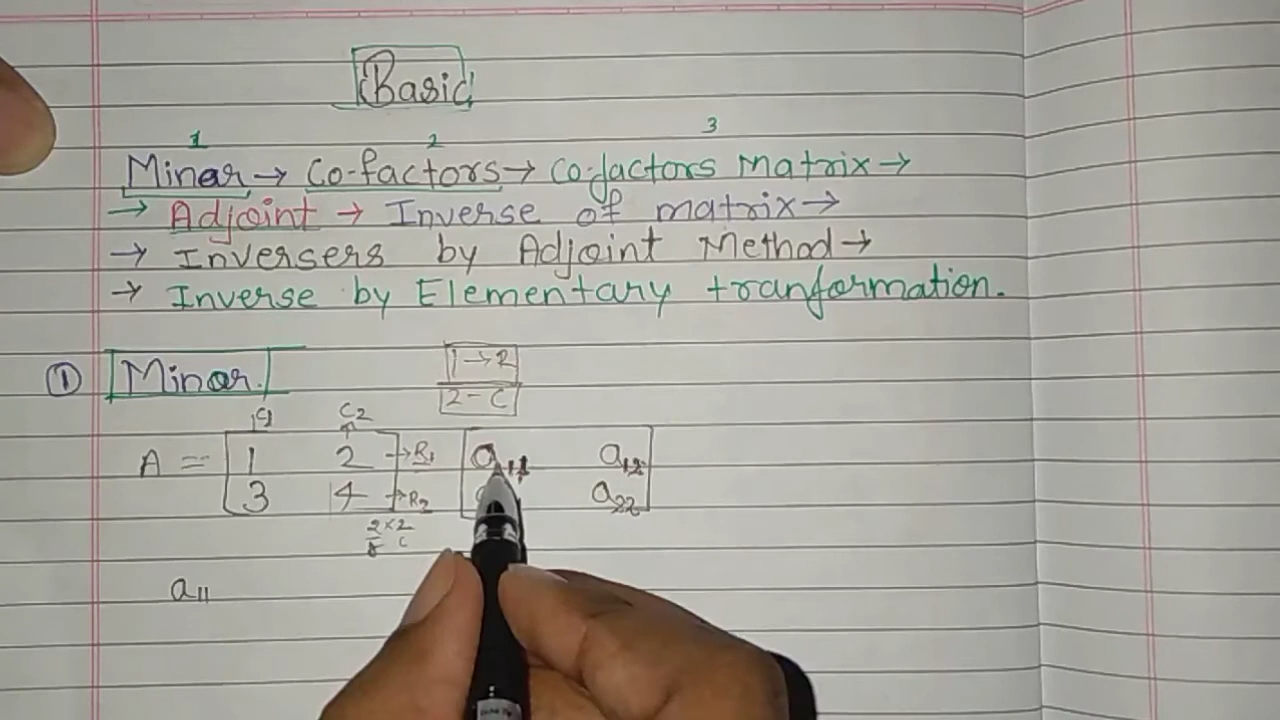 Basic
1 2 3
Minor → Co-factors → Co-factors Matrix →
→ Adjoint → Inverse of matrix →
→ Inversers by Adjoint Method →
→ Inverse by Elementary tranformation.
① Minor.
1 → R
2 - C
C1 C2
A = 1 2 → R1 a11 a12
3 4 → R2 a22
2 × 2
C
a11